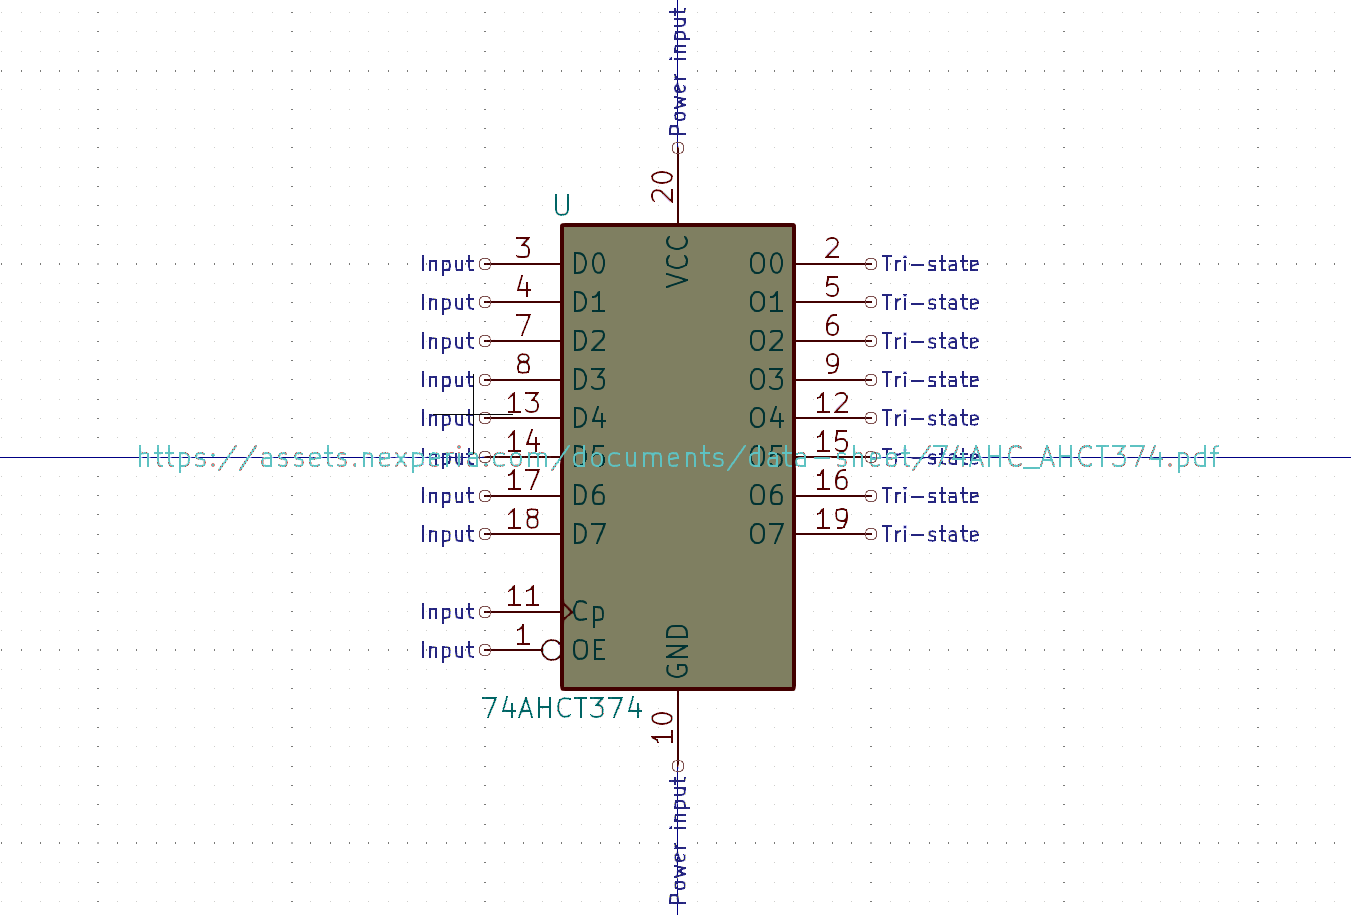 Power input
20
U
VCC
Input 3 D0 O0 2 Tri-state
Input 4 D1 O1 5 Tri-state
Input 7 D2 O2 6 Tri-state
Input 8 D3 O3 9 Tri-state
Input 13 D4 O4 12 Tri-state
Input 14 D5 O5 15 Tri-state
https://assets.nexperia.com/documents/data-sheet/74AHC_AHCT374.pdf
Input 17 D6 O6 16 Tri-state
Input 18 D7 O7 19 Tri-state
Input 11 Cp
Input 1 OE
GND
74AHCT374
10
Power input